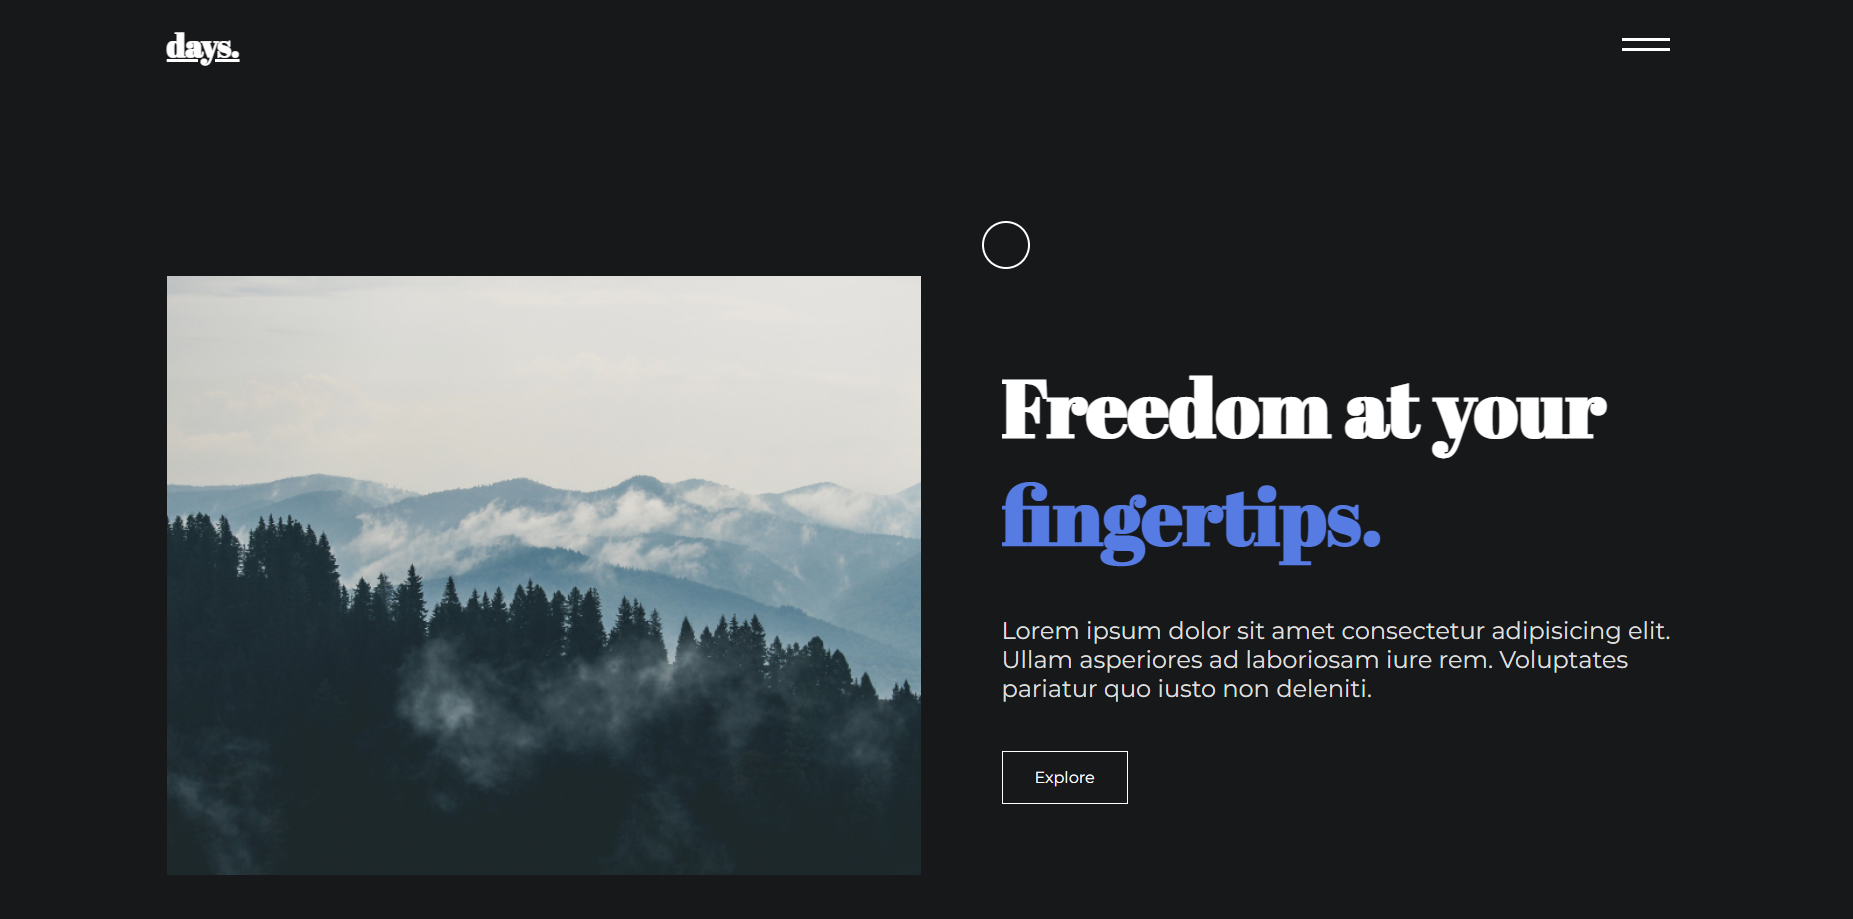 days.
Freedom at your
fingertips.
Lorem ipsum dolor sit amet consectetur adipisicing elit.
Ullam asperiores ad laboriosam iure rem. Voluptates
pariatur quo iusto non deleniti.
Explore